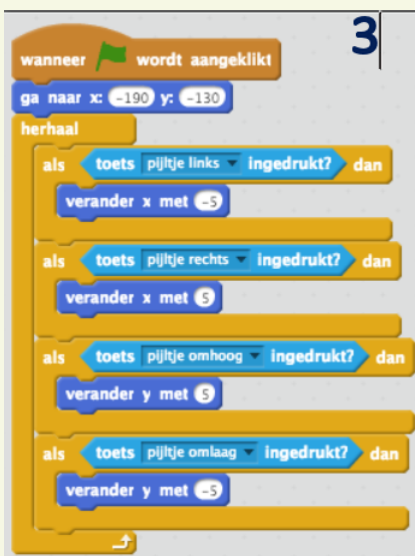 3
wanneer wordt aangeklikt
ga naar x: -190 y: -130
herhaal
als toets pijltje links ingedrukt? dan
verander x met -5
als toets pijltje rechts ingedrukt? dan
verander x met 5
als toets pijltje omhoog ingedrukt? dan
verander y met 5
als toets pijltje omlaag ingedrukt? dan
verander y met -5